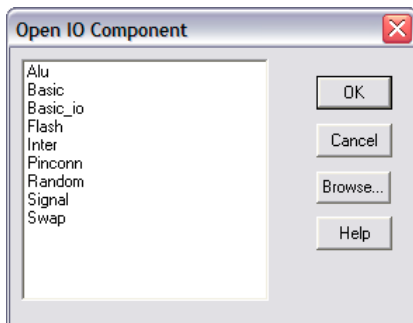 Open IO Component
Alu
Basic
Basic_io
Flash
Inter
Pinconn
Random
Signal
Swap
OK
Cancel
Browse...
Help